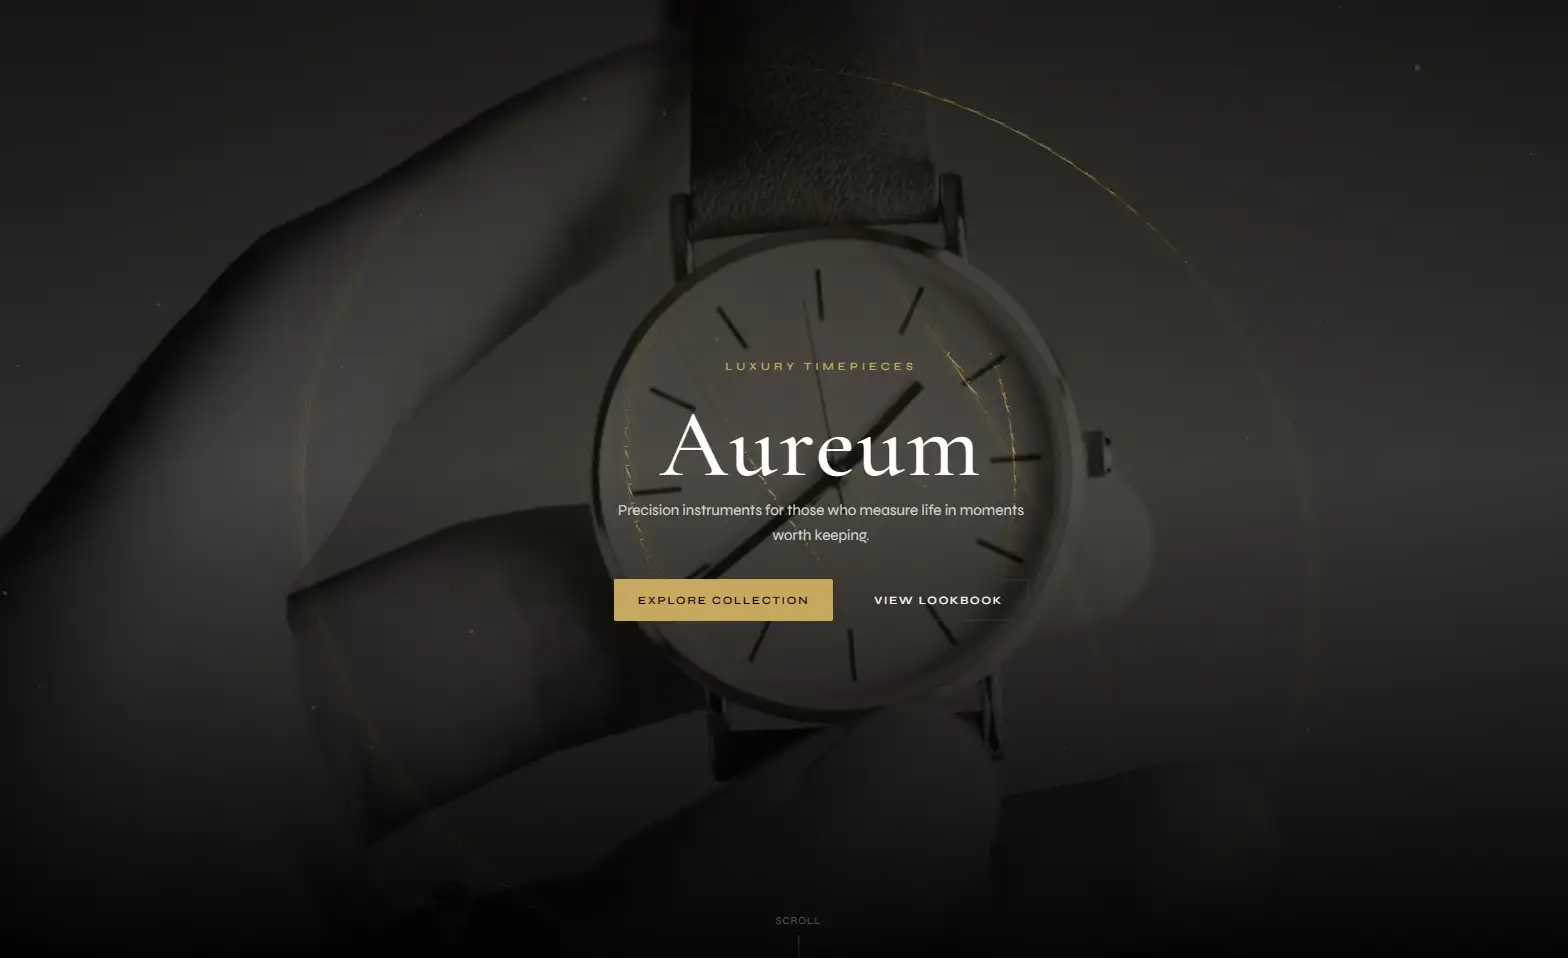 LUXURY TIMEPIECES
Aureum
Precision instruments for those who measure life in moments
worth keeping.
EXPLORE COLLECTION
VIEW LOOKBOOK
SCROLL